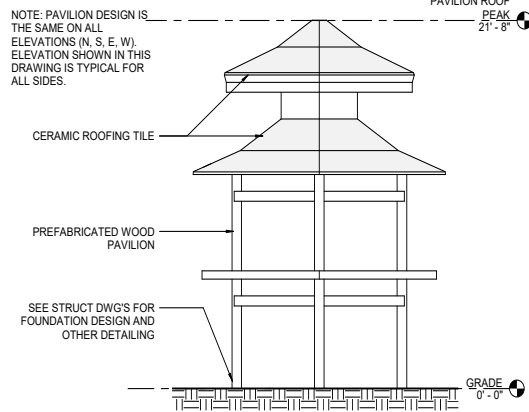 NOTE: PAVILION DESIGN IS
THE SAME ON ALL
ELEVATIONS (N, S, E, W).
ELEVATION SHOWN IN THIS
DRAWING IS TYPICAL FOR
ALL SIDES.
PAVILION ROOF
PEAK
21' - 8"
CERAMIC ROOFING TILE
PREFABRICATED WOOD
PAVILION
SEE STRUCT DWG'S FOR
FOUNDATION DESIGN AND
OTHER DETAILING
GRADE
0' - 0"